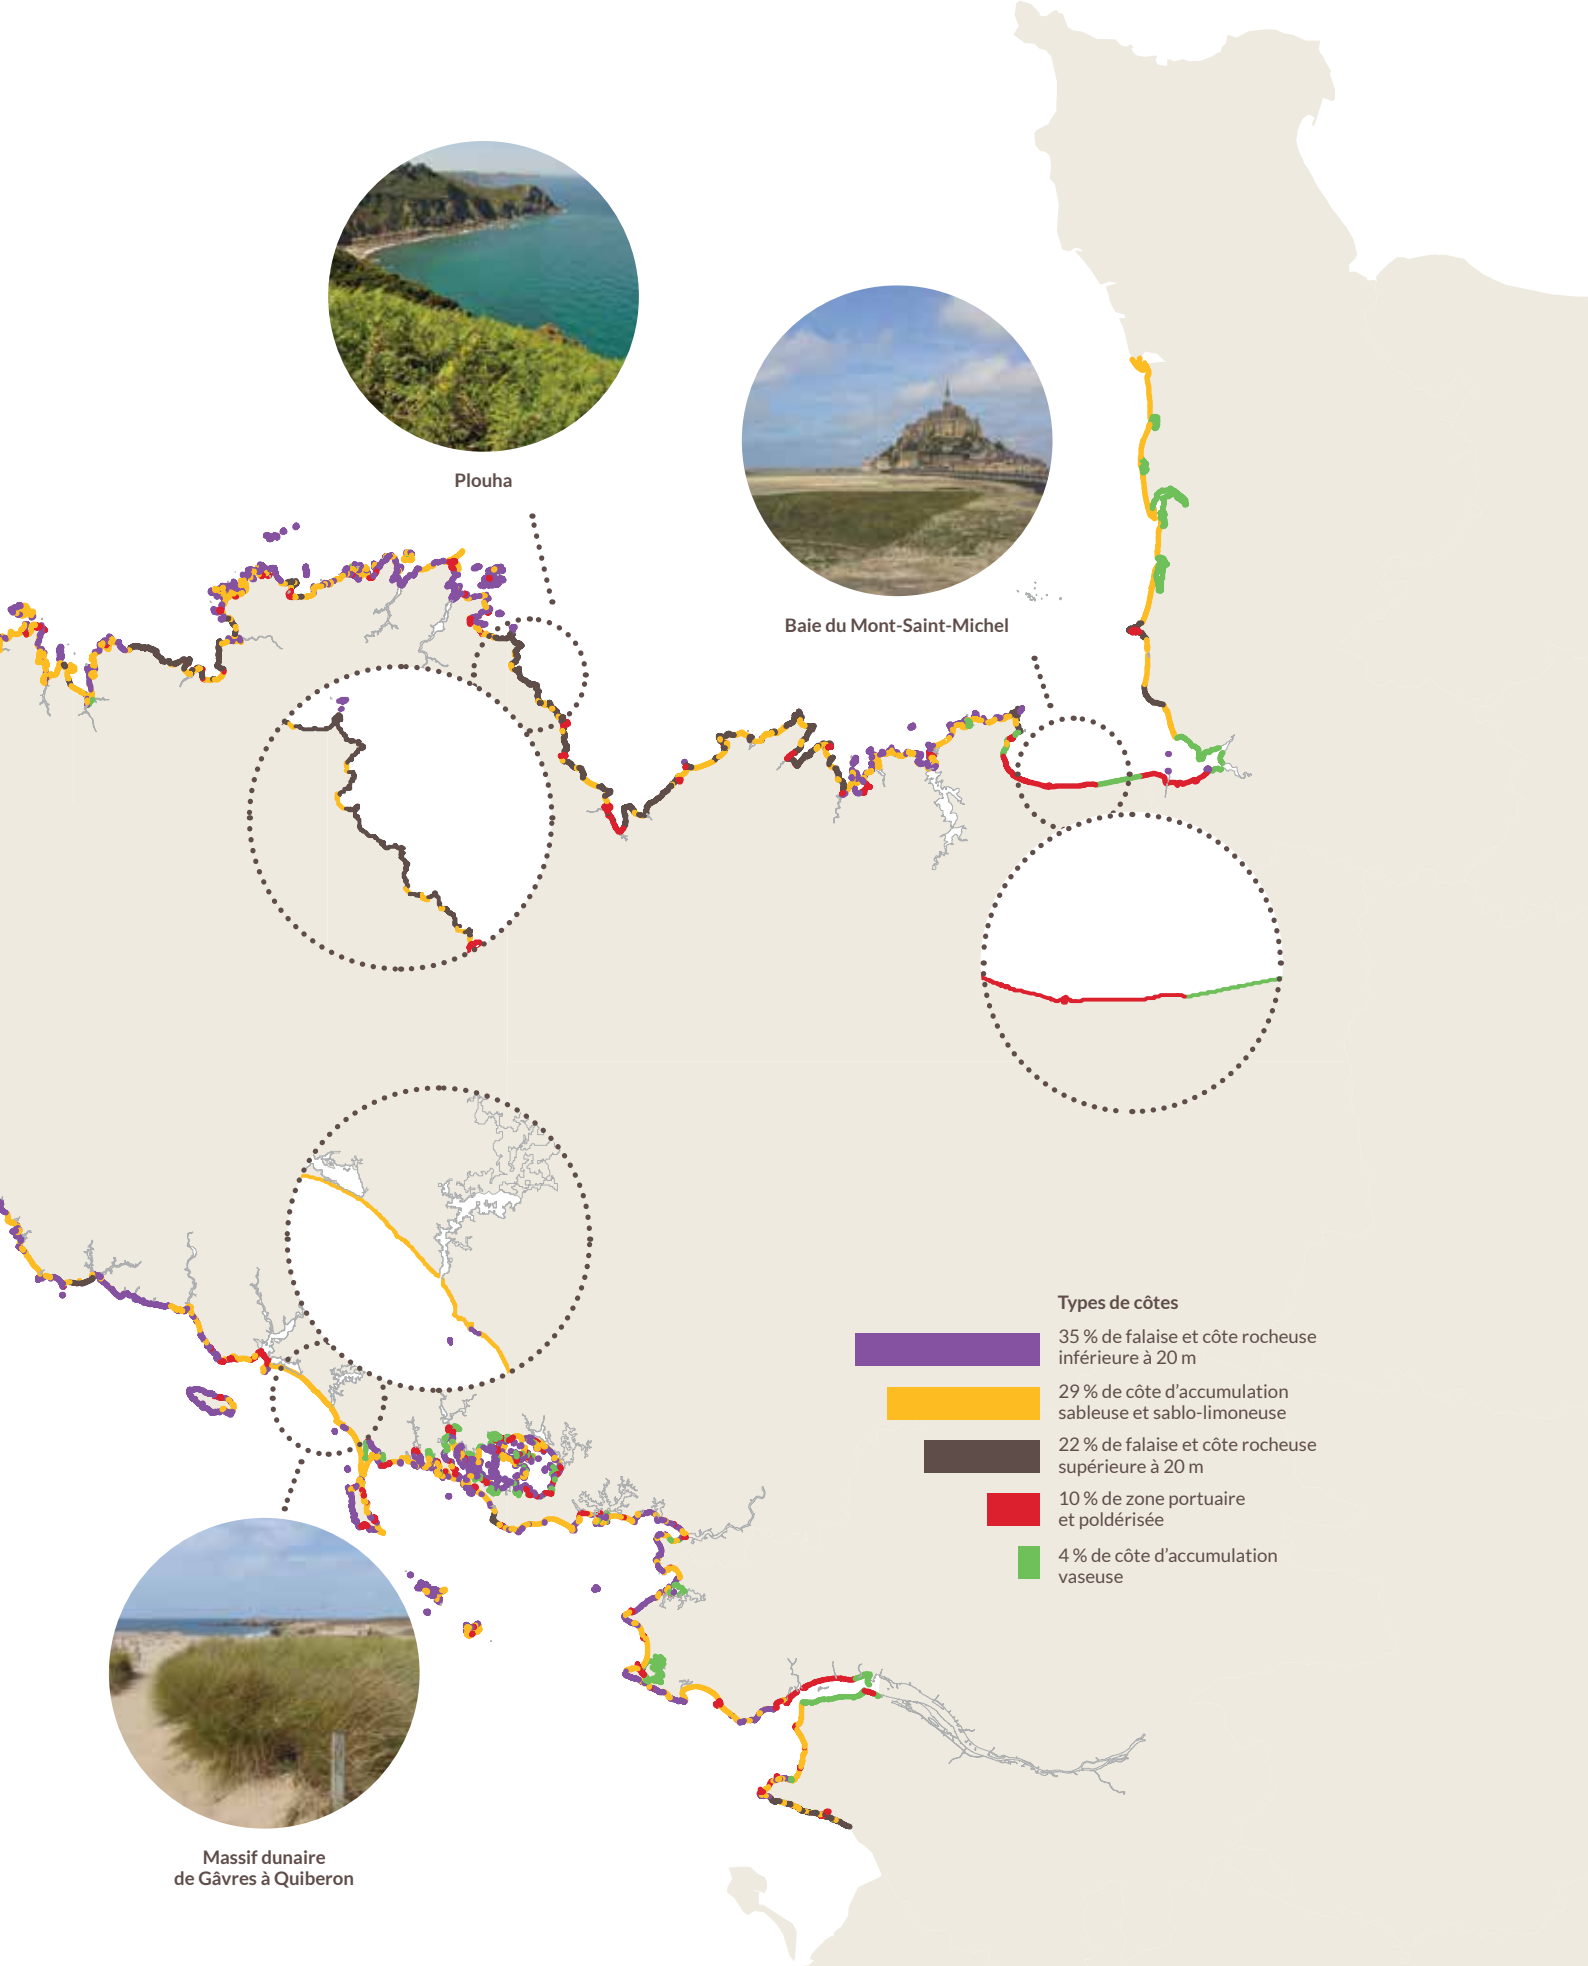 Plouha
Baie du Mont-Saint-Michel
Types de côtes
35 % de falaise et côte rocheuse
inférieure à 20 m
29 % de côte d’accumulation
sableuse et sablo-limoneuse
22 % de falaise et côte rocheuse
supérieure à 20 m
10 % de zone portuaire
et poldérisée
4 % de côte d’accumulation
vaseuse
Massif dunaire
de Gâvres à Quiberon